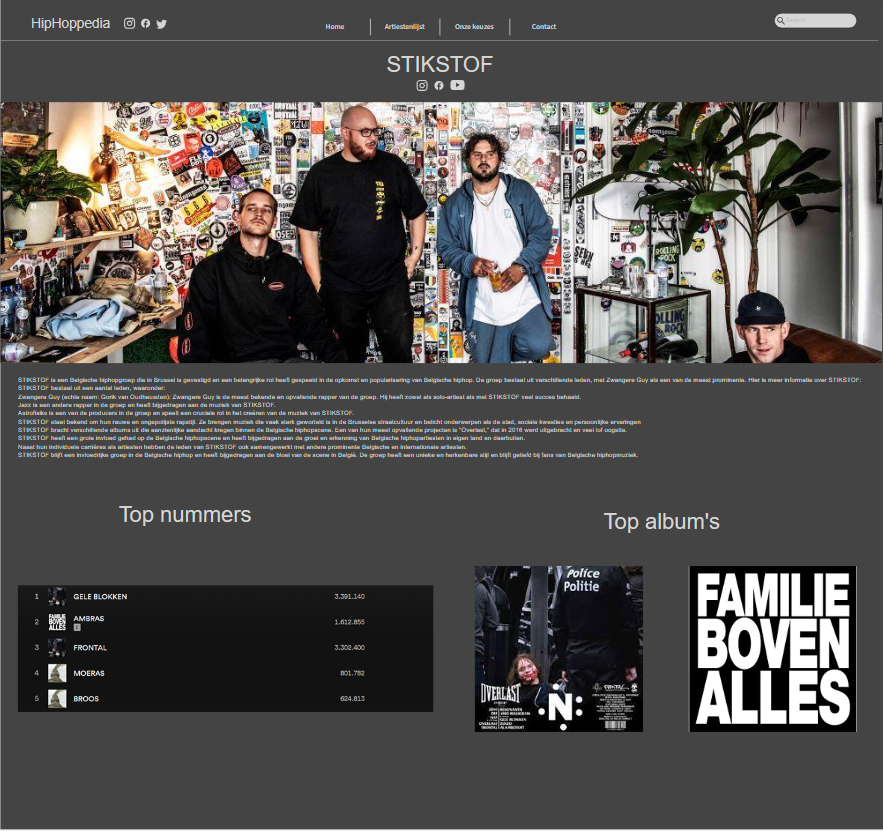 HipHoppedia
Home
Artiestenlijst
Onze keuzes
Contact
STIKSTOF
STIKSTOF is een Belgische hiphopgroep die in Brussel is gevestigd en een belangrijke rol heeft gespeeld in de opkomst en popularisering van Belgische hiphop. De groep bestaat uit verschillende leden, met Zwangere Guy als een van de meest prominente. Hier is meer informatie over STIKSTOF:
STIKSTOF bestaat uit een aantal leden, waaronder:
Zwangere Guy (echte naam: Gorik van Oudheusden): Zwangere Guy is de meest bekende en opvallende rapper van de groep. Hij heeft zowel als solo-artiest als met STIKSTOF veel succes behaald.
Jazz is een andere rapper in de groep en heeft bijgedragen aan de muziek van STIKSTOF.
Astrofisiks is een van de producers in de groep en speelt een cruciale rol in het creëren van de muziek van STIKSTOF.
STIKSTOF staat bekend om hun rauwe en ongepolijste rapstijl. Ze brengen muziek die vaak sterk geworteld is in de Brusselse straatcultuur en belicht onderwerpen als de stad, sociale kwesties en persoonlijke ervaringen
STIKSTOF bracht verschillende albums uit die aanzienlijke aandacht kregen binnen de Belgische hiphopscene. Een van hun meest opvallende projecten is "Overlast," dat in 2018 werd uitgebracht en veel lof oogstte.
STIKSTOF heeft een grote invloed gehad op de Belgische hiphopscene en heeft bijgedragen aan de groei en erkenning van Belgische hiphopartiesten in eigen land en daarbuiten.
Naast hun individuele carrières als artiesten hebben de leden van STIKSTOF ook samengewerkt met andere prominente Belgische en internationale artiesten.
STIKSTOF blijft een invloedrijke groep in de Belgische hiphop en heeft bijgedragen aan de bloei van de scene in België. De groep heeft een unieke en herkenbare stijl en blijft geliefd bij fans van Belgische hiphopmuziek.
Top nummers
Top album's
1 GELE BLOKKEN 3.391.140
2 AMBRAS 1.612.855
E
3 FRONTAL 3.302.400
4 MOERAS 801.782
5 BROOS 624.813
Police
Politie
OVERLAST
:N:
FAMILIE
BOVEN
ALLES